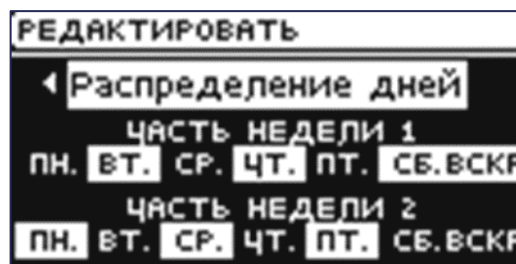 РЕДАКТИРОВАТЬ
Распределение дней
ЧАСТЬ НЕДЕЛИ 1
ПН. ВТ. СР. ЧТ. ПТ. СБ.ВСКР
ЧАСТЬ НЕДЕЛИ 2
ПН. ВТ. СР. ЧТ. ПТ. СБ.ВСКР